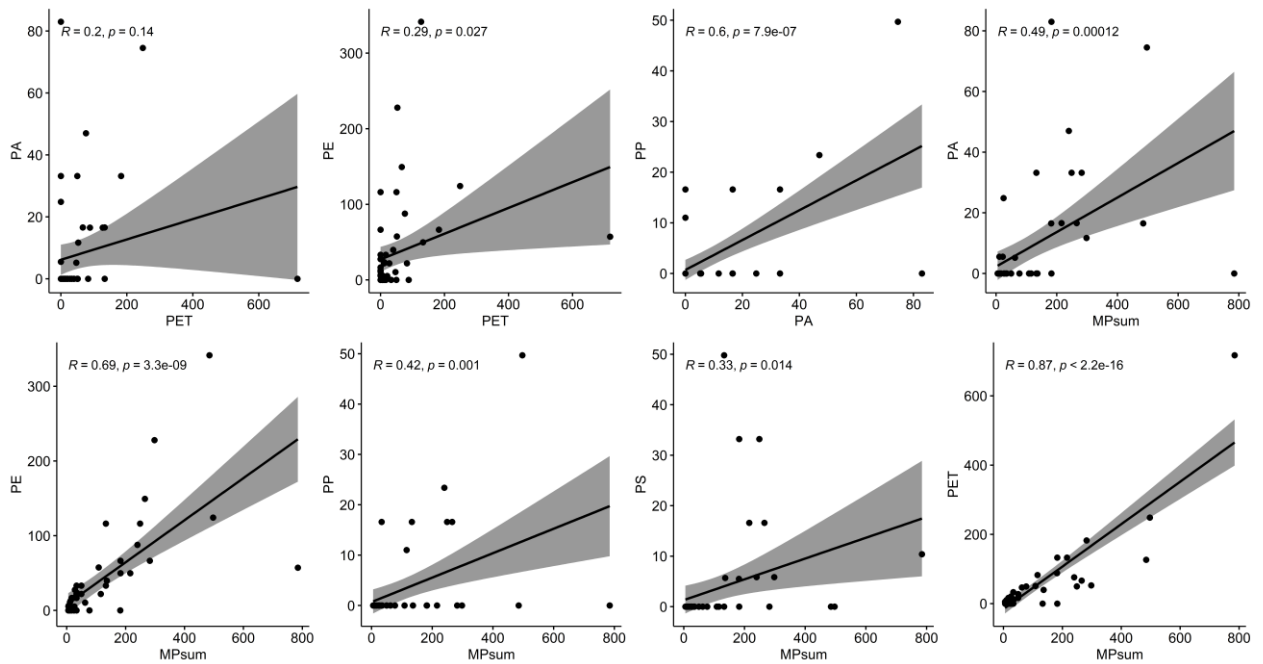 R = 0.2, p = 0.14
80
60
40
20
0
PA
0 200 400 600
PET
R = 0.29, p = 0.027
300
200
100
0
PE
0 200 400 600
PET
R = 0.6, p = 7.9e-07
50
40
30
20
10
0
PP
0 20 40 60 80
PA
R = 0.49, p = 0.00012
80
60
40
20
0
PA
0 200 400 600 800
MPsum
R = 0.69, p = 3.3e-09
300
200
100
0
PE
0 200 400 600 800
MPsum
R = 0.42, p = 0.001
50
40
30
20
10
0
PP
0 200 400 600 800
MPsum
R = 0.33, p = 0.014
50
40
30
20
10
0
PS
0 200 400 600 800
MPsum
R = 0.87, p < 2.2e-16
600
400
200
0
PET
0 200 400 600 800
MPsum